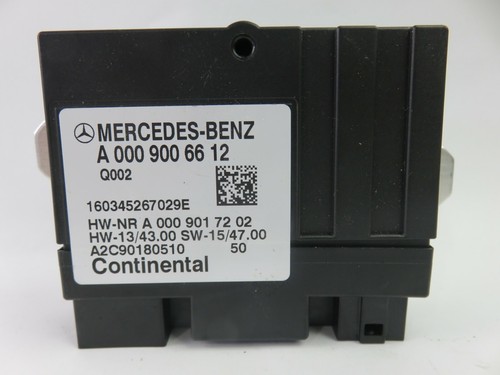 MERCEDES-BENZ
A 000 900 66 12
Q002
160345267029E
HW-NR A 000 901 72 02
HW-13/43.00 SW-15/47.00
A2C90180510 50
Continental